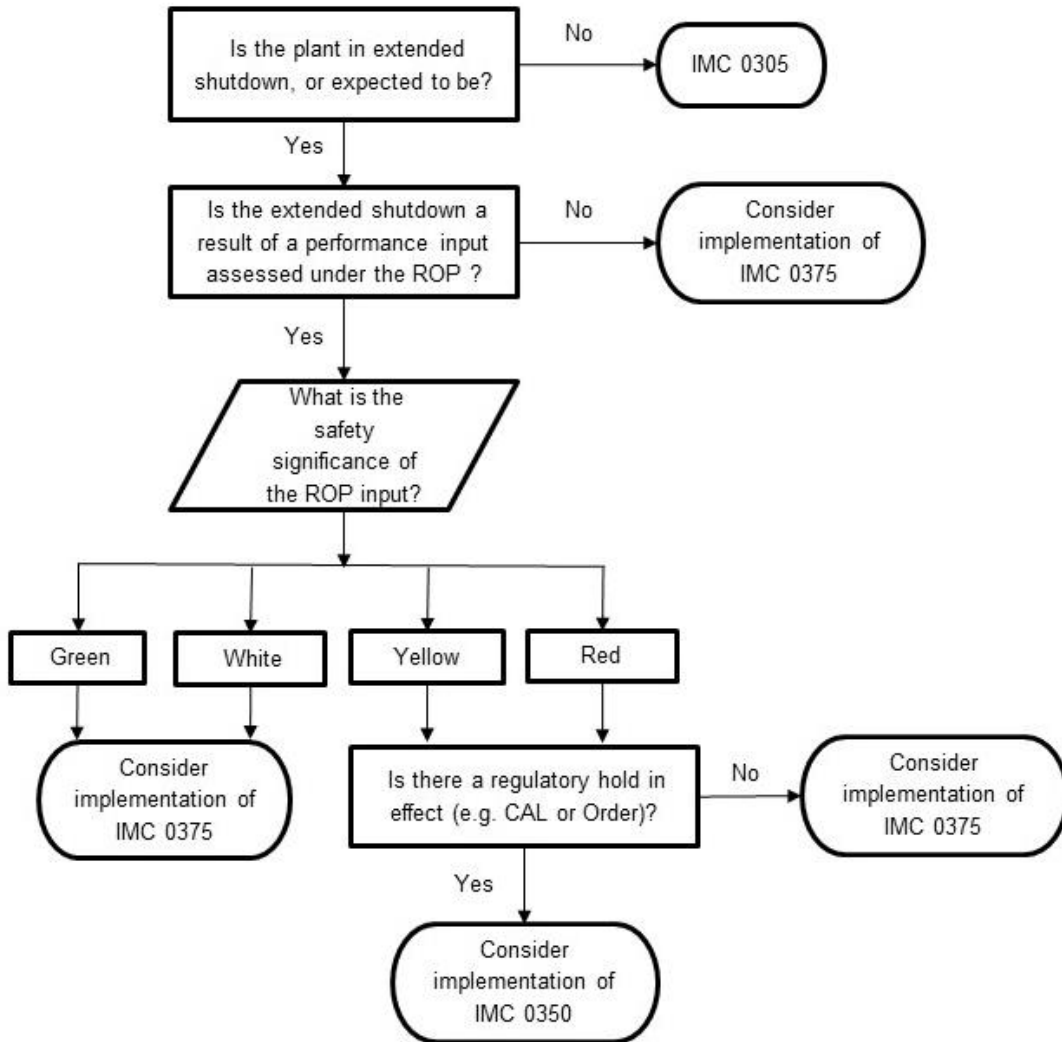 Is the plant in extended
shutdown, or expected to be?
No
IMC 0305
Yes
Is the extended shutdown a
result of a performance input
assessed under the ROP ?
No
Consider
implementation of
IMC 0375
Yes
What is the
safety
significance of
the ROP input?
Green
White
Yellow
Red
Consider
implementation of
IMC 0375
Is there a regulatory hold in
effect (e.g. CAL or Order)?
No
Consider
implementation of
IMC 0375
Yes
Consider
implementation of
IMC 0350